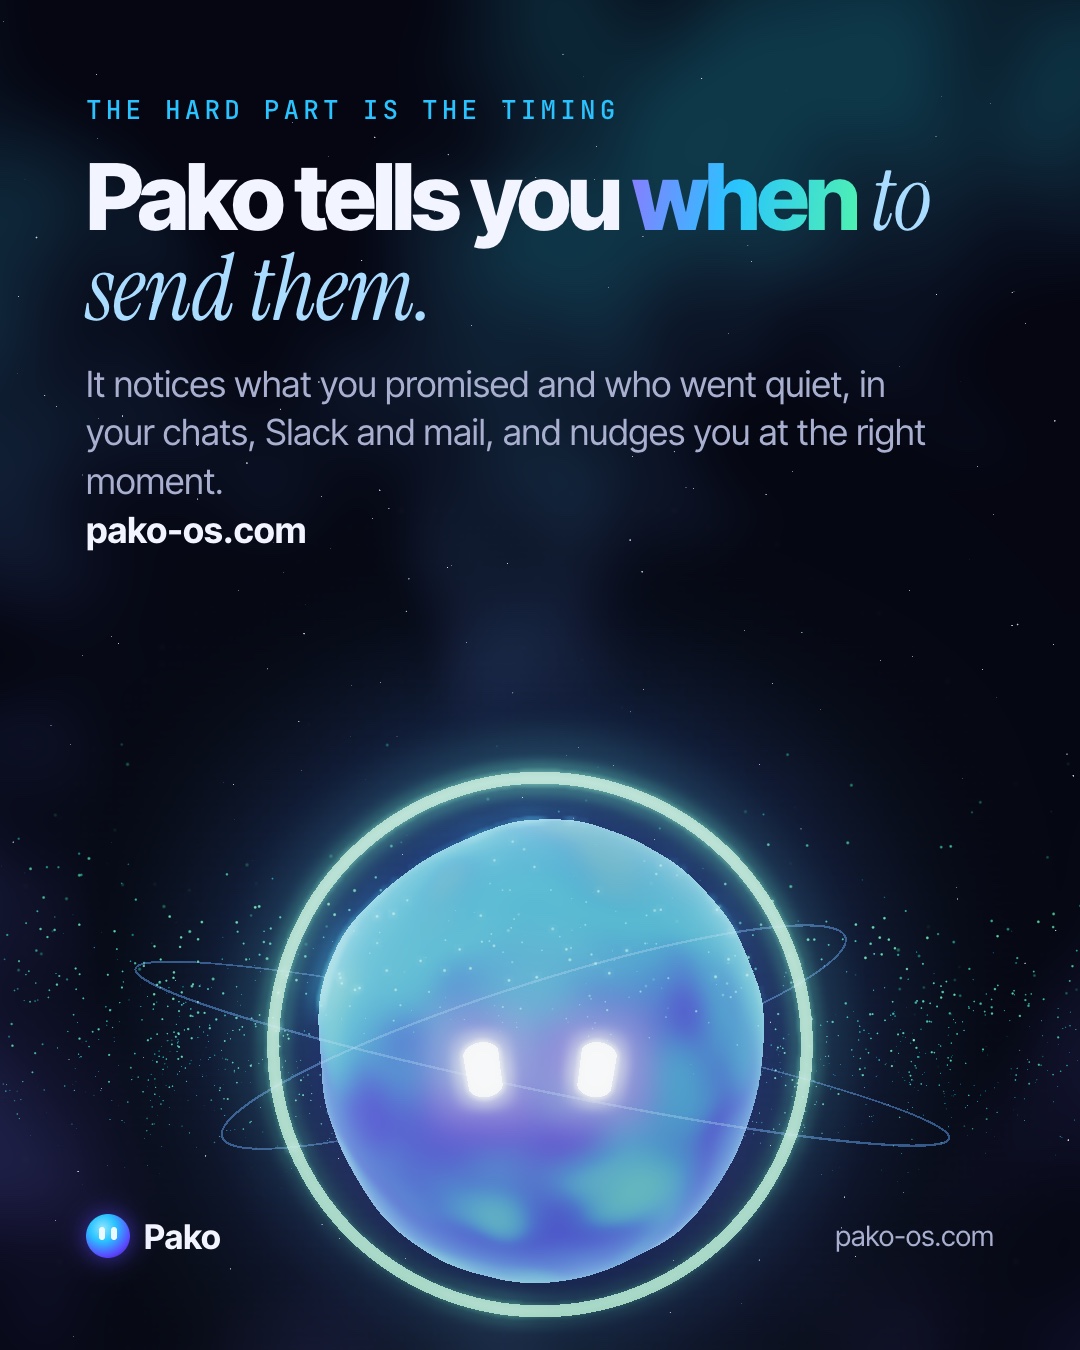 THE HARD PART IS THE TIMING
Pako tells you when to
send them.
It notices what you promised and who went quiet, in
your chats, Slack and mail, and nudges you at the right
moment.
pako-os.com
Pako
pako-os.com